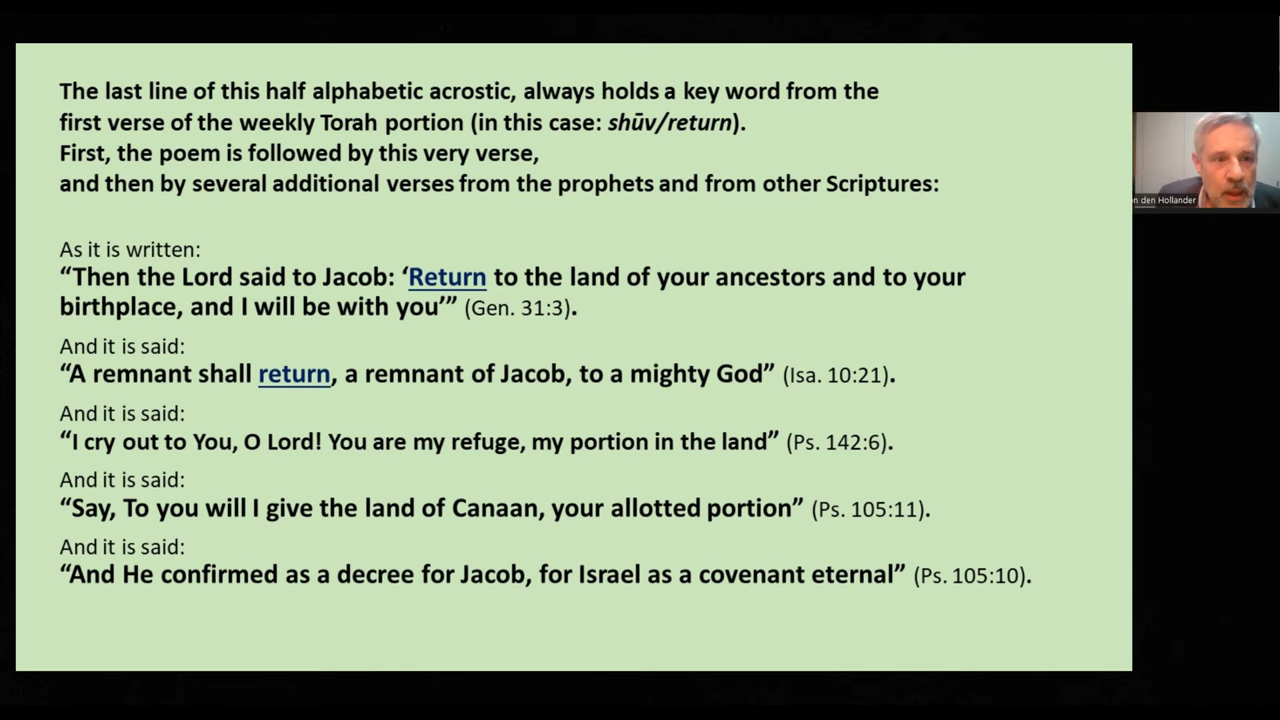 The last line of this half alphabetic acrostic, always holds a key word from the
first verse of the weekly Torah portion (in this case: shūv/return).
First, the poem is followed by this very verse,
and then by several additional verses from the prophets and from other Scriptures:
As it is written:
“Then the Lord said to Jacob: ‘Return to the land of your ancestors and to your
birthplace, and I will be with you’” (Gen. 31:3).
And it is said:
“A remnant shall return, a remnant of Jacob, to a mighty God” (Isa. 10:21).
And it is said:
“I cry out to You, O Lord! You are my refuge, my portion in the land” (Ps. 142:6).
And it is said:
“Say, To you will I give the land of Canaan, your allotted portion” (Ps. 105:11).
And it is said:
“And He confirmed as a decree for Jacob, for Israel as a covenant eternal” (Ps. 105:10).
den Hollander